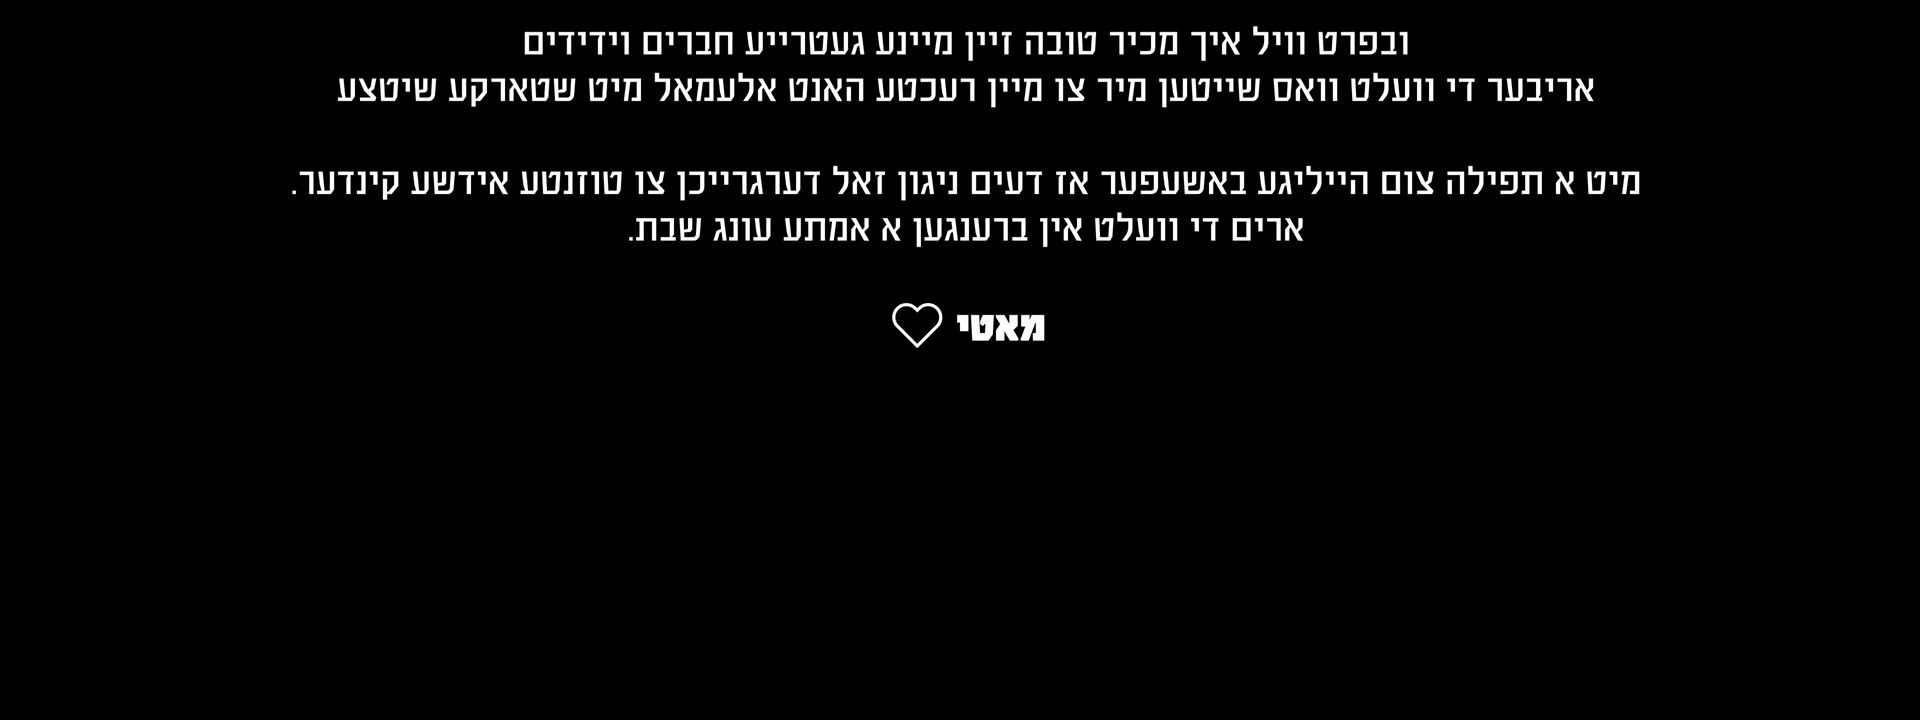 ובפרט וויל איך מכיר טובה זיין מיינע געטרייע חברים וידידים
אריבער די וועלט וואס שייטען מיר צו מיין רעכטע האנט אלעמאל מיט שטארקע שיטצע
מיט א תפילה צום הייליגע באשעפער אז דעים ניגון זאל דערגרייכן צו טוזנטע אידשע קינדער.
ארים די וועלט אין ברענגען א אמתע עונג שבת.
מאטי